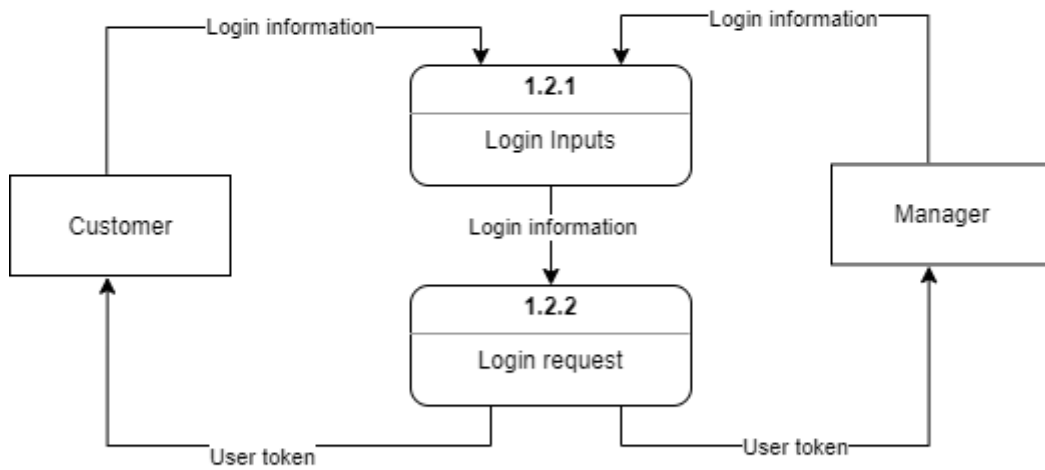 Login information
Login information
1.2.1
Login Inputs
Customer
Manager
Login information
1.2.2
Login request
User token
User token